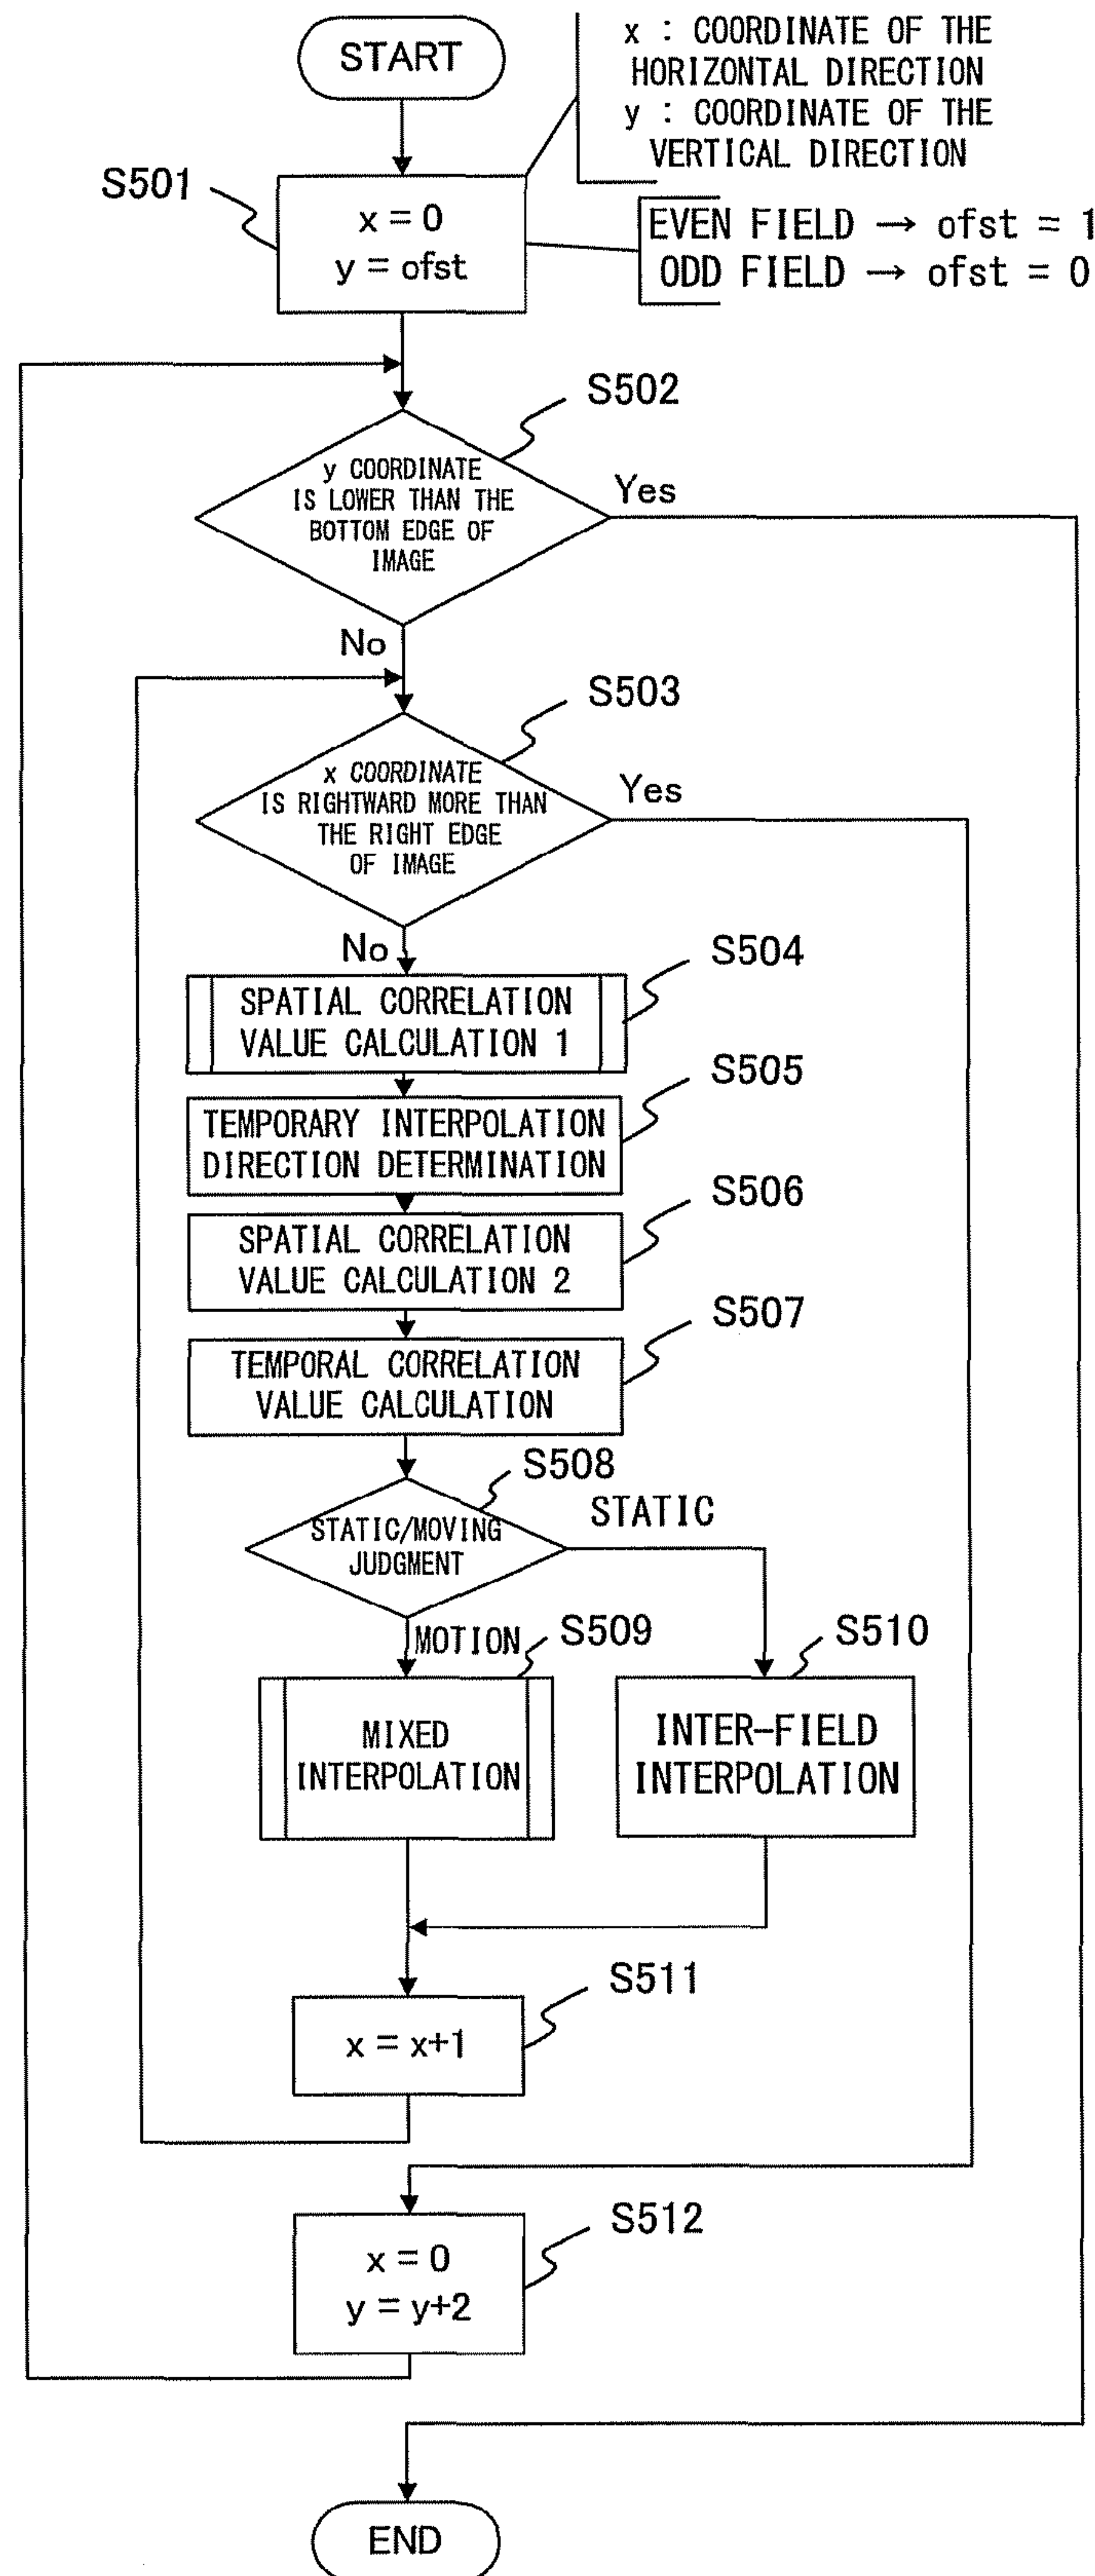 START
x : COORDINATE OF THE
HORIZONTAL DIRECTION
y : COORDINATE OF THE
VERTICAL DIRECTION
S501
x = 0
y = ofst
EVEN FIELD → ofst = 1
ODD FIELD → ofst = 0
S502
y COORDINATE
IS LOWER THAN THE
BOTTOM EDGE OF
IMAGE
Yes
No
S503
x COORDINATE
IS RIGHTWARD MORE THAN
THE RIGHT EDGE
OF IMAGE
Yes
No
S504
SPATIAL CORRELATION
VALUE CALCULATION 1
S505
TEMPORARY INTERPOLATION
DIRECTION DETERMINATION
S506
SPATIAL CORRELATION
VALUE CALCULATION 2
S507
TEMPORAL CORRELATION
VALUE CALCULATION
S508
STATIC/MOVING
JUDGMENT
STATIC
MOTION
S509
MIXED
INTERPOLATION
S510
INTER-FIELD
INTERPOLATION
S511
x = x+1
S512
x = 0
y = y+2
END